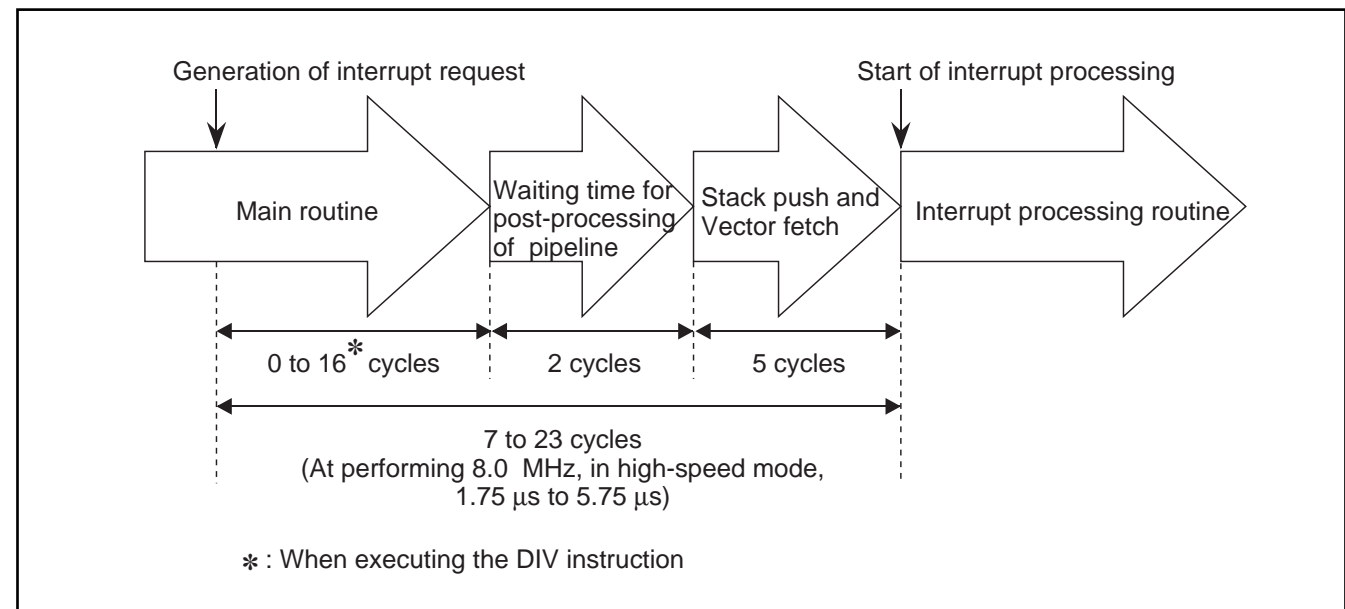 Generation of interrupt request
Start of interrupt processing
Main routine
Waiting time for
post-processing
of pipeline
Stack push and
Vector fetch
Interrupt processing routine
0 to 16* cycles
2 cycles
5 cycles
7 to 23 cycles
(At performing 8.0 MHz, in high-speed mode,
1.75 μs to 5.75 μs)
* : When executing the DIV instruction